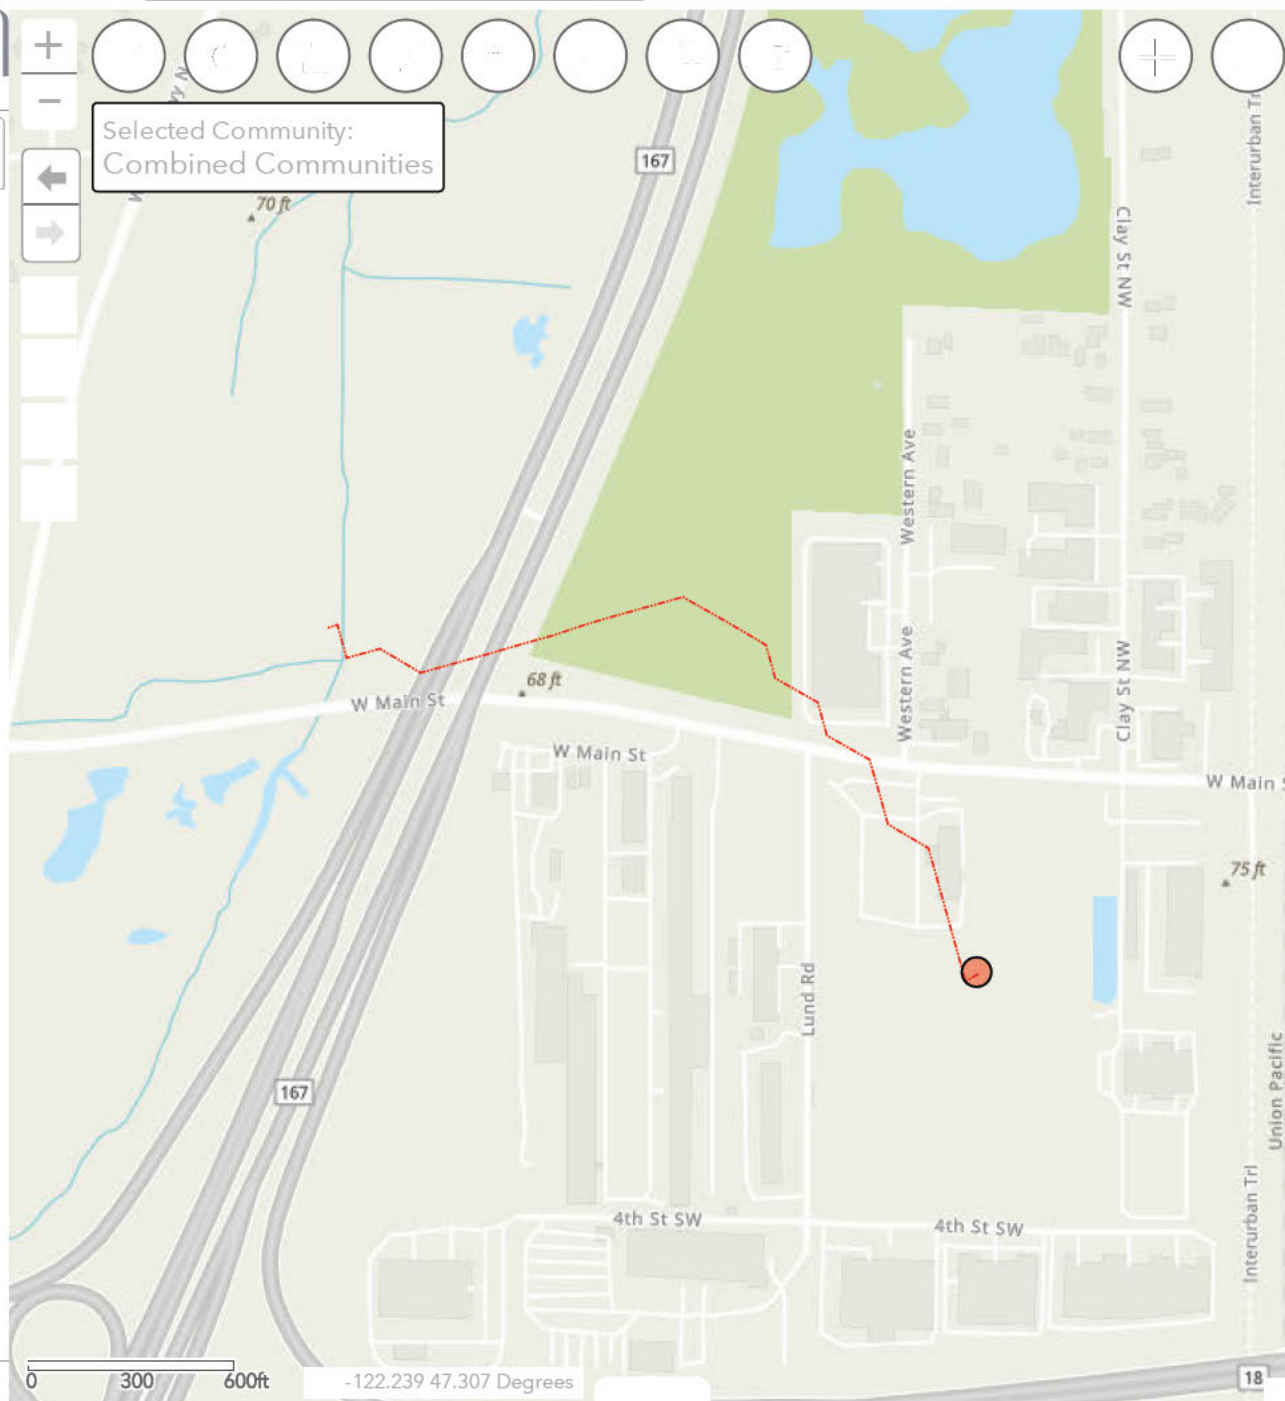 Selected Community:
Combined Communities
70 ft
167
Clay St NW
Interurban Tr
Western Ave
Western Ave
Clay St NW
68 ft
W Main St
W Main St
W Main S
75 ft
Lund Rd
167
Union Pacific
4th St SW
4th St SW
Interurban Trl
0 300 600ft
-122.239 47.307 Degrees
18